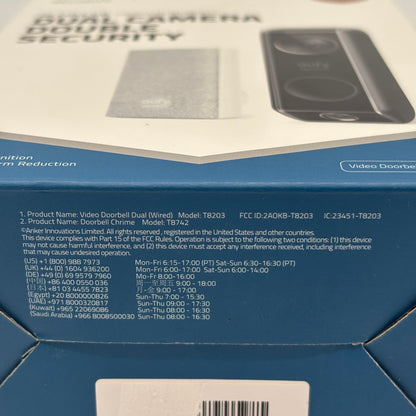 DUAL CAMERA
DOUBLE
SECURITY
eufy
Video Doorbell
1. Product Name: Video Doorbell Dual (Wired) Model: T8203 FCC ID:2AOKB-T8203 IC:23451-T8203
2. Product Name: Doorbell Chrime Model: T8742
©Anker Innovations Limited. All rights reserved, registered in the United States and other countries.
This device complies with Part 15 of the FCC Rules. Operation is subject to the following two conditions: (1) this device
may not cause harmful interference, and (2) this device must accept any interference received, including interference
that may cause undesired operation.
(US) +1 (800) 988 7973 Mon-Fri 6:15-17:00 (PT) Sat-Sun 6:30-16:30 (PT)
(UK) +44 (0) 1604 936200 Mon-Fri 6:00-17:00 Sat-Sun 6:00-14:00
(DE) +49 (0) 69 9579 7960 Mo-Fr 8:00-16:00
(中国) +86 400 0550 036 周一至周五 9:00 - 18:00
(日本) +81 03 4455 7823 月-金 9:00 - 17:00
(Egypt) +20 8000000826 Sun-Thu 7:00 - 15:30
(UAE) +971 8000320817 Sun-Thu 09:00 - 17:30
(Kuwait) +965 22069086 Sun-Thu 08:00 - 16:30
(Saudi Arabia) +966 8008500030 Sun-Thu 08:00 - 16:30